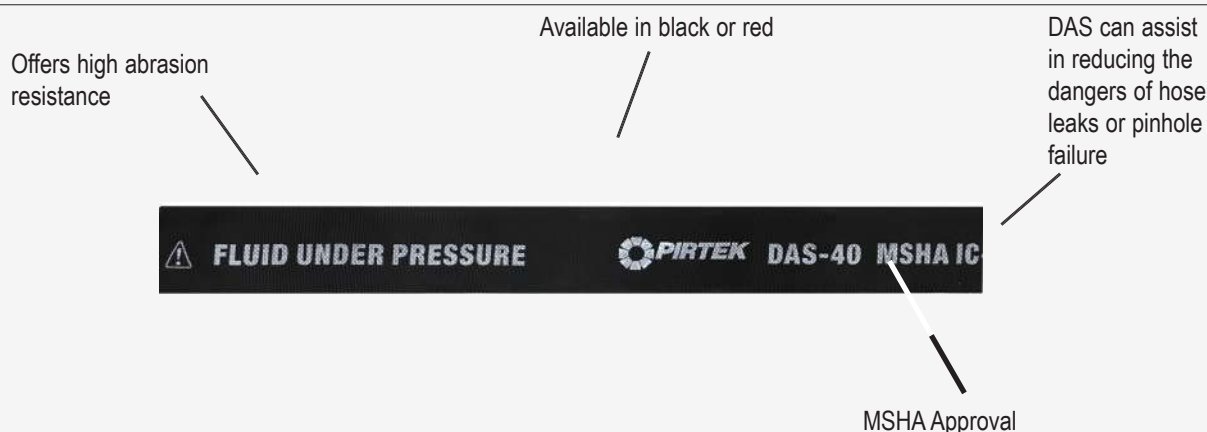 Available in black or red
Offers high abrasion
resistance
DAS can assist
in reducing the
dangers of hose
leaks or pinhole
failure
FLUID UNDER PRESSURE PIRTEK DAS-40 MSHA IC-
MSHA Approval